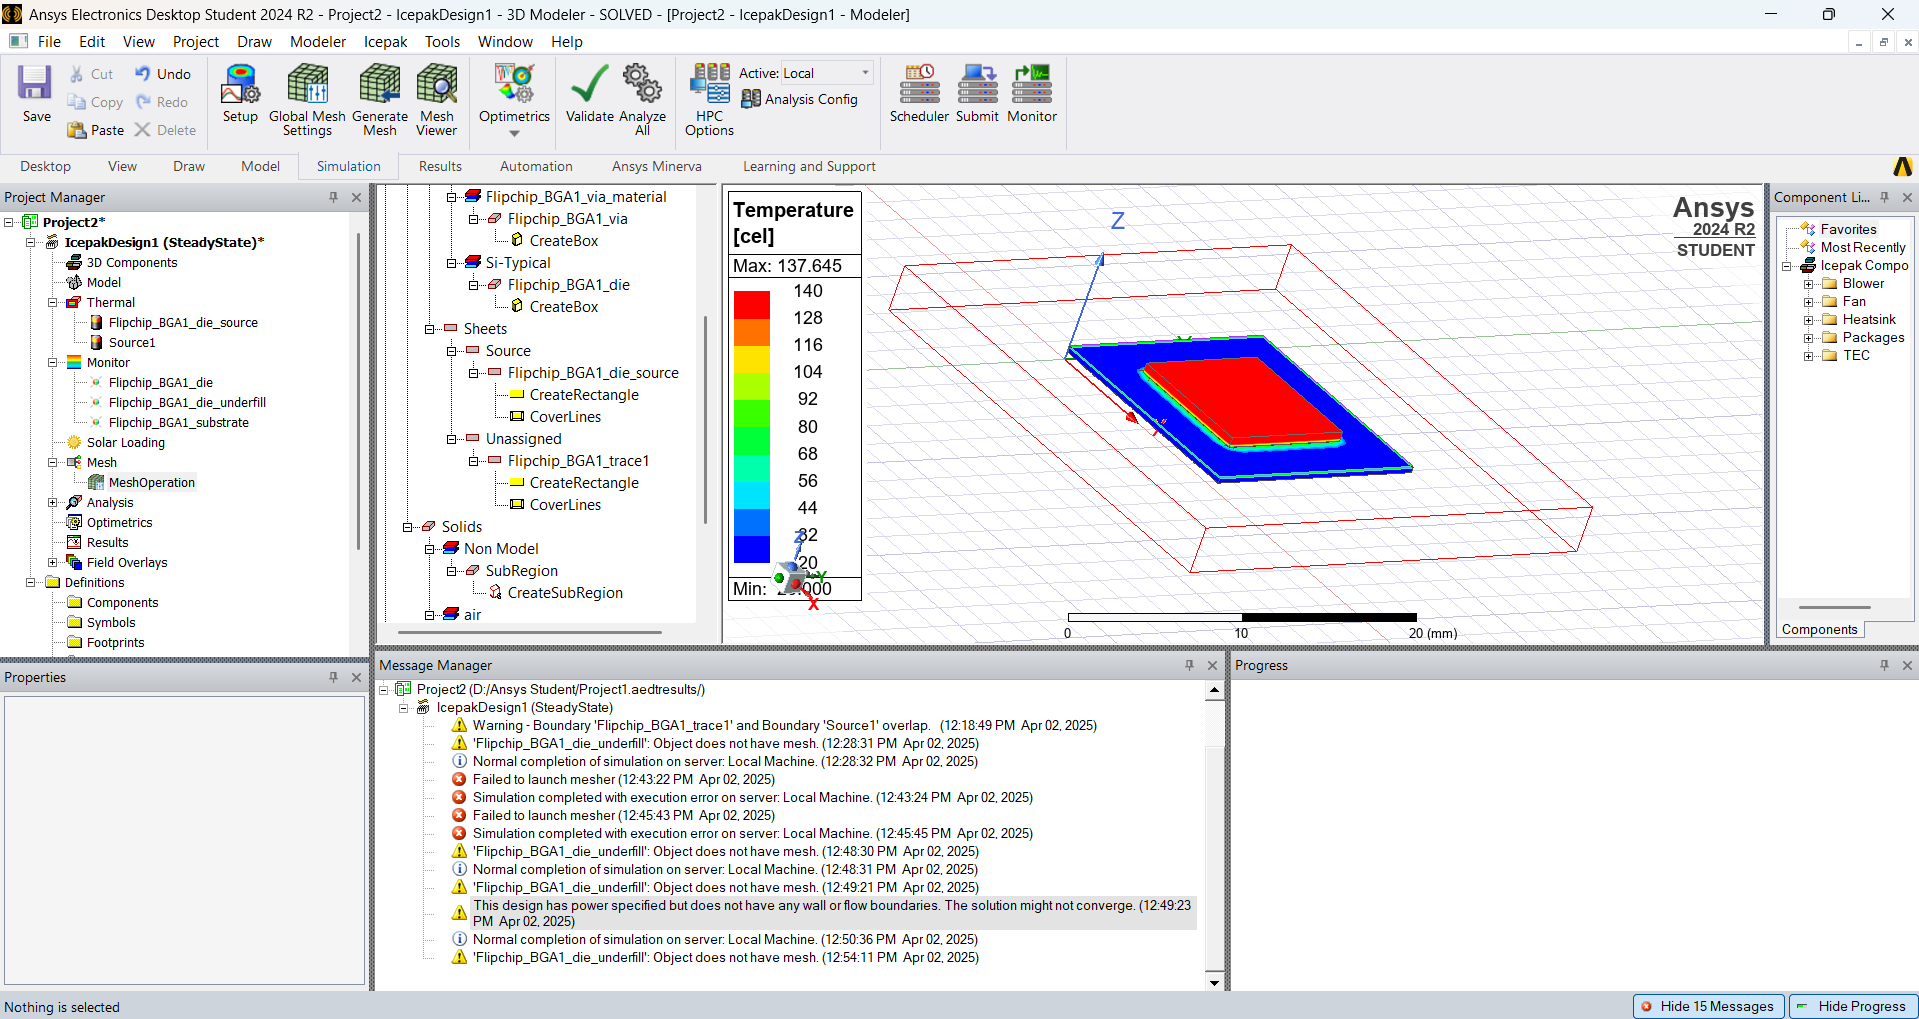 Ansys Electronics Desktop Student 2024 R2 - Project2 - IcepakDesign1 - 3D Modeler - SOLVED - [Project2 - IcepakDesign1 - Modeler]
File Edit View Project Draw Modeler Icepak Tools Window Help
Save
Cut
Copy
Paste
Undo
Redo
Delete
Setup
Global Mesh
Settings
Generate
Mesh
Mesh
Viewer
Optimetrics
Validate
Analyze
All
HPC
Options
Active: Local
Analysis Config
Scheduler
Submit
Monitor
Desktop View Draw Model Simulation Results Automation Ansys Minerva Learning and Support
Project Manager
Project2*
IcepakDesign1 (SteadyState)*
3D Components
Model
Thermal
Flipchip_BGA1_die_source
Source1
Monitor
Flipchip_BGA1_die
Flipchip_BGA1_die_underfill
Flipchip_BGA1_substrate
Solar Loading
Mesh
MeshOperation
Analysis
Optimetrics
Results
Field Overlays
Definitions
Components
Symbols
Footprints
Flipchip_BGA1_via_material
Flipchip_BGA1_via
CreateBox
Si-Typical
Flipchip_BGA1_die
CreateBox
Sheets
Source
Flipchip_BGA1_die_source
CreateRectangle
CoverLines
Unassigned
Flipchip_BGA1_trace1
CreateRectangle
CoverLines
Solids
Non Model
SubRegion
CreateSubRegion
air
Temperature
[cel]
Max: 137.645
140
128
116
104
92
80
68
56
44
32
20
Min:
Z
Y
X
Z
0 10 20 (mm)
Ansys
2024 R2
STUDENT
Component Li...
Favorites
Most Recently
Icepak Compo
Blower
Fan
Heatsink
Packages
TEC
Components
Properties
Message Manager
Project2 (D:/Ansys Student/Project1.aedtresults/)
IcepakDesign1 (SteadyState)
Warning - Boundary 'Flipchip_BGA1_trace1' and Boundary 'Source1' overlap. (12:18:49 PM Apr 02, 2025)
'Flipchip_BGA1_die_underfill': Object does not have mesh. (12:28:31 PM Apr 02, 2025)
Normal completion of simulation on server: Local Machine. (12:28:32 PM Apr 02, 2025)
Failed to launch mesher (12:43:22 PM Apr 02, 2025)
Simulation completed with execution error on server: Local Machine. (12:43:24 PM Apr 02, 2025)
Failed to launch mesher (12:45:43 PM Apr 02, 2025)
Simulation completed with execution error on server: Local Machine. (12:45:45 PM Apr 02, 2025)
'Flipchip_BGA1_die_underfill': Object does not have mesh. (12:48:30 PM Apr 02, 2025)
Normal completion of simulation on server: Local Machine. (12:48:31 PM Apr 02, 2025)
'Flipchip_BGA1_die_underfill': Object does not have mesh. (12:49:21 PM Apr 02, 2025)
This design has power specified but does not have any wall or flow boundaries. The solution might not converge. (12:49:23
PM Apr 02, 2025)
Normal completion of simulation on server: Local Machine. (12:50:36 PM Apr 02, 2025)
'Flipchip_BGA1_die_underfill': Object does not have mesh. (12:54:11 PM Apr 02, 2025)
Progress
Nothing is selected
Hide 15 Messages
Hide Progress